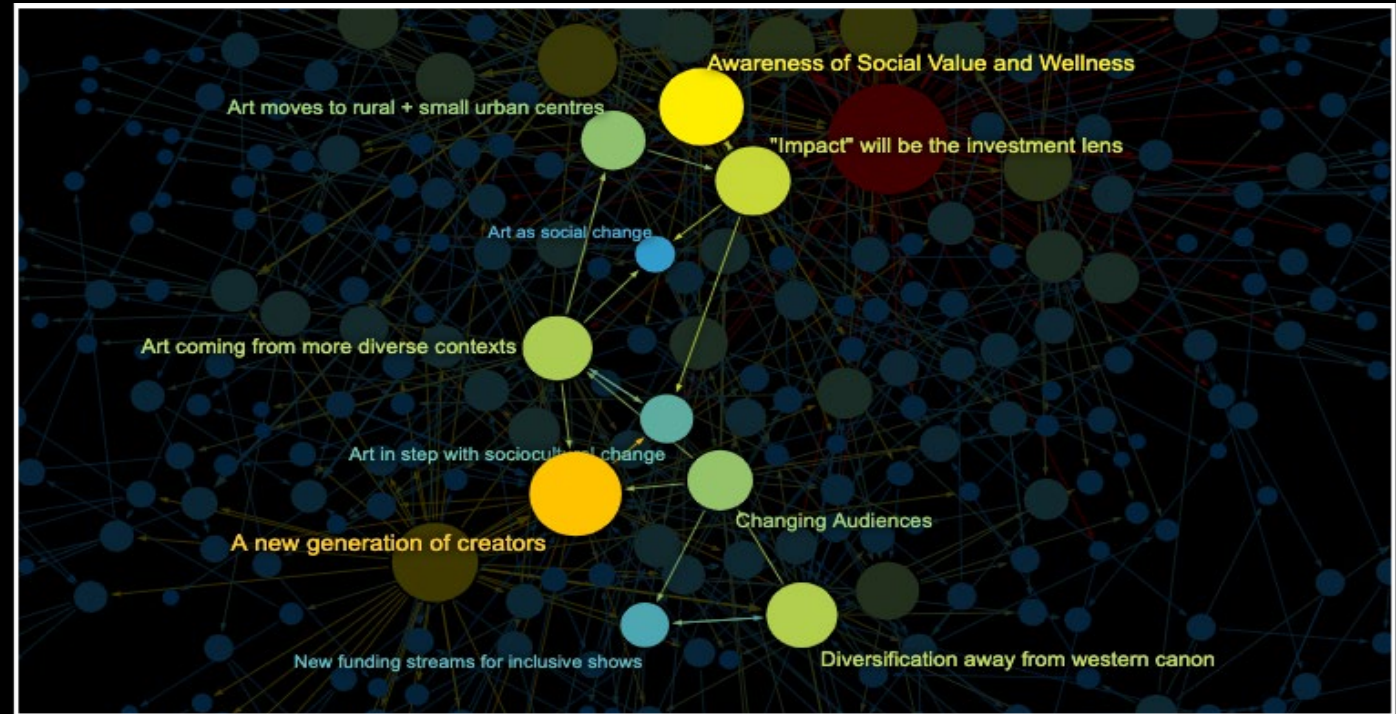 Awareness of Social Value and Wellness
Art moves to rural + small urban centres
"Impact" will be the investment lens
Art as social change
Art coming from more diverse contexts
Art in step with sociocultural change
Changing Audiences
A new generation of creators
New funding streams for inclusive shows
Diversification away from western canon